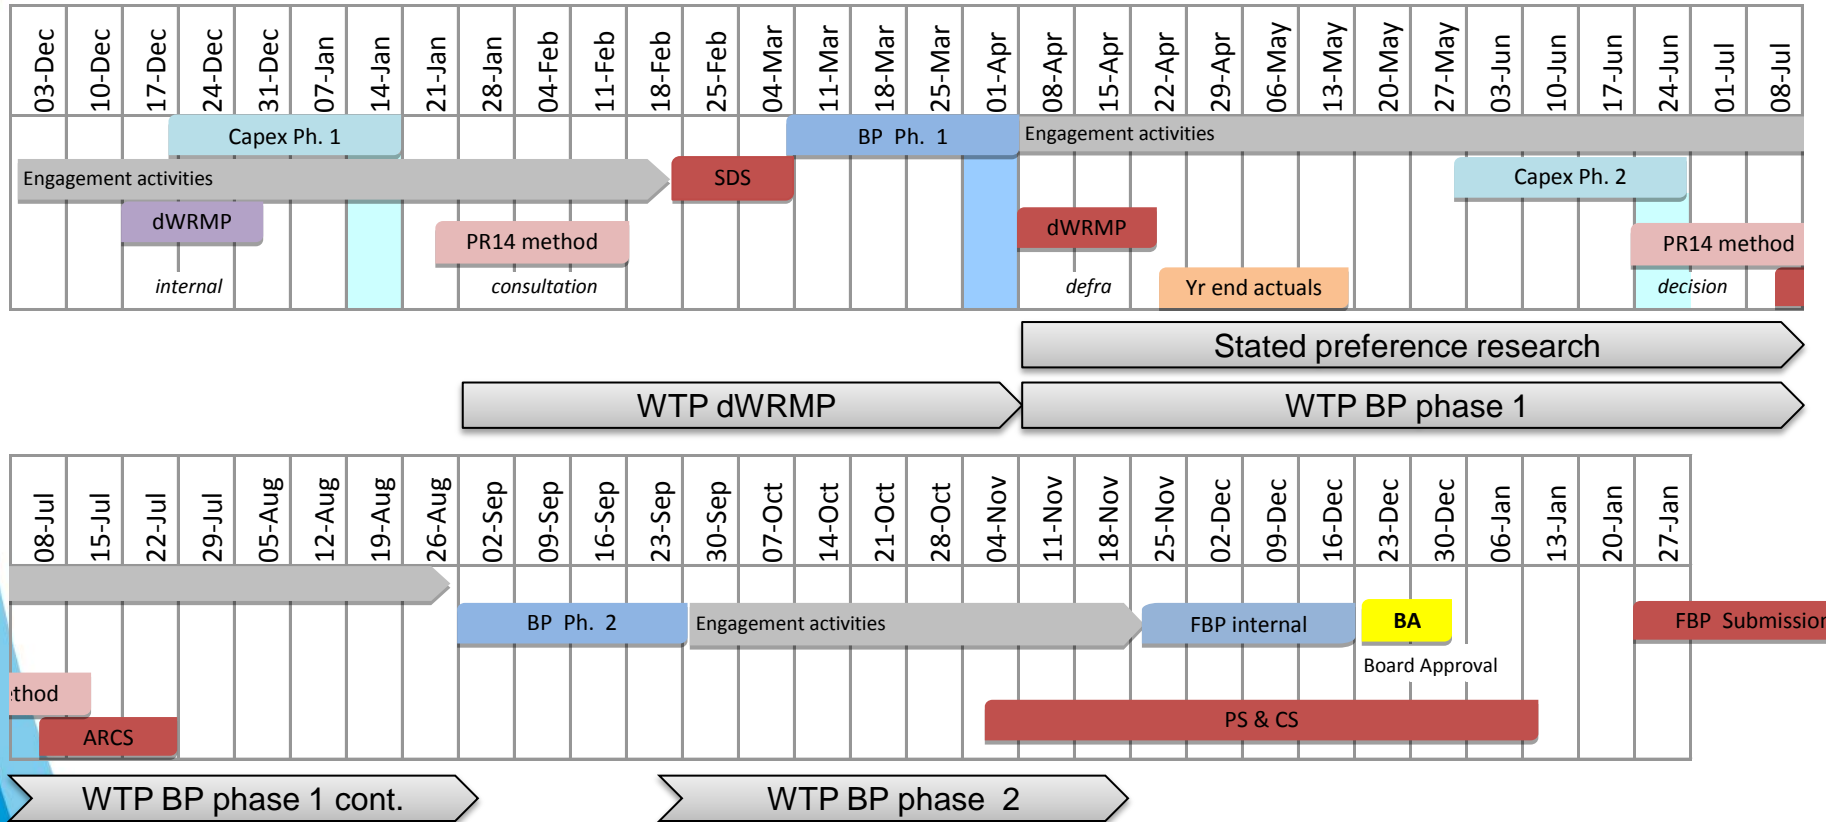 03-Dec
10-Dec
17-Dec
24-Dec
31-Dec
07-Jan
14-Jan
21-Jan
28-Jan
04-Feb
11-Feb
18-Feb
25-Feb
04-Mar
11-Mar
18-Mar
25-Mar
01-Apr
08-Apr
15-Apr
22-Apr
29-Apr
06-May
13-May
20-May
27-May
03-Jun
10-Jun
17-Jun
24-Jun
01-Jul
08-Jul
Capex Ph. 1
BP Ph. 1
Engagement activities
Engagement activities
SDS
Capex Ph. 2
dWRMP
PR14 method
dWRMP
PR14 method
internal
consultation
defra
Yr end actuals
decision
Stated preference research
WTP dWRMP
WTP BP phase 1
08-Jul
15-Jul
22-Jul
29-Jul
05-Aug
12-Aug
19-Aug
26-Aug
02-Sep
09-Sep
16-Sep
23-Sep
30-Sep
07-Oct
14-Oct
21-Oct
28-Oct
04-Nov
11-Nov
18-Nov
25-Nov
02-Dec
09-Dec
16-Dec
23-Dec
30-Dec
06-Jan
13-Jan
20-Jan
27-Jan
BP Ph. 2
Engagement activities
FBP internal
BA
FBP Submission
Board Approval
ethod
ARCS
PS & CS
WTP BP phase 1 cont.
WTP BP phase 2